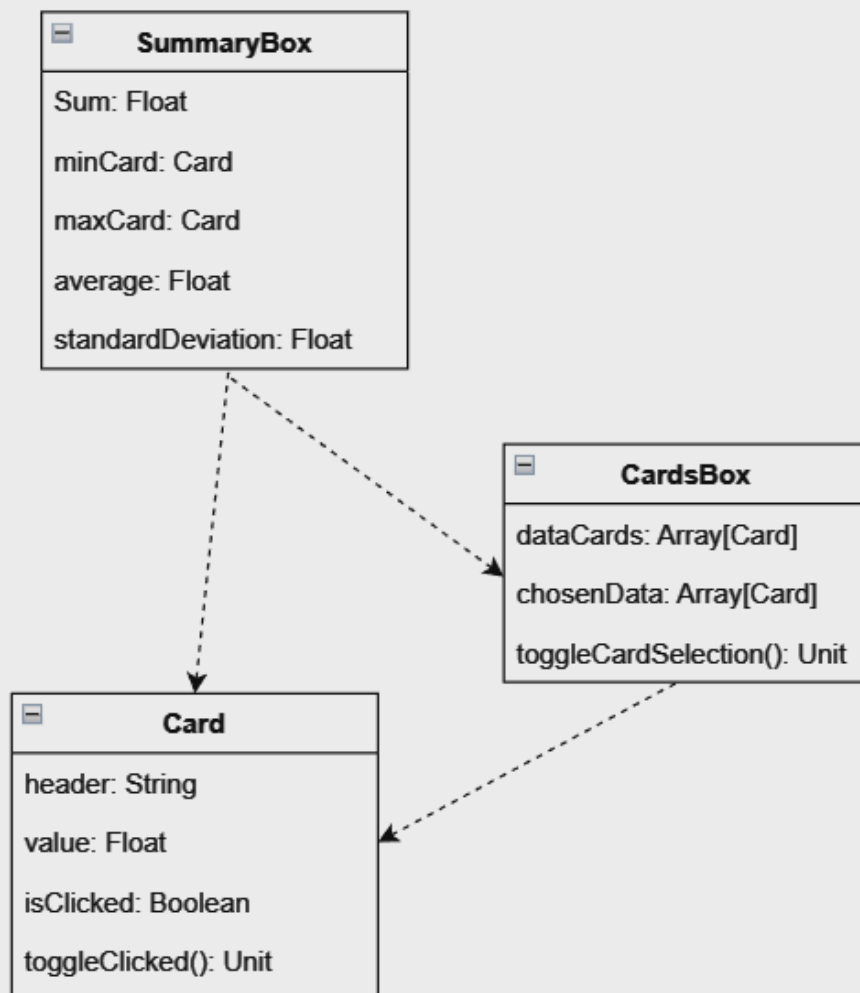 SummaryBox
Sum: Float
minCard: Card
maxCard: Card
average: Float
standardDeviation: Float
CardsBox
dataCards: Array[Card]
chosenData: Array[Card]
toggleCardSelection(): Unit
Card
header: String
value: Float
isClicked: Boolean
toggleClicked(): Unit